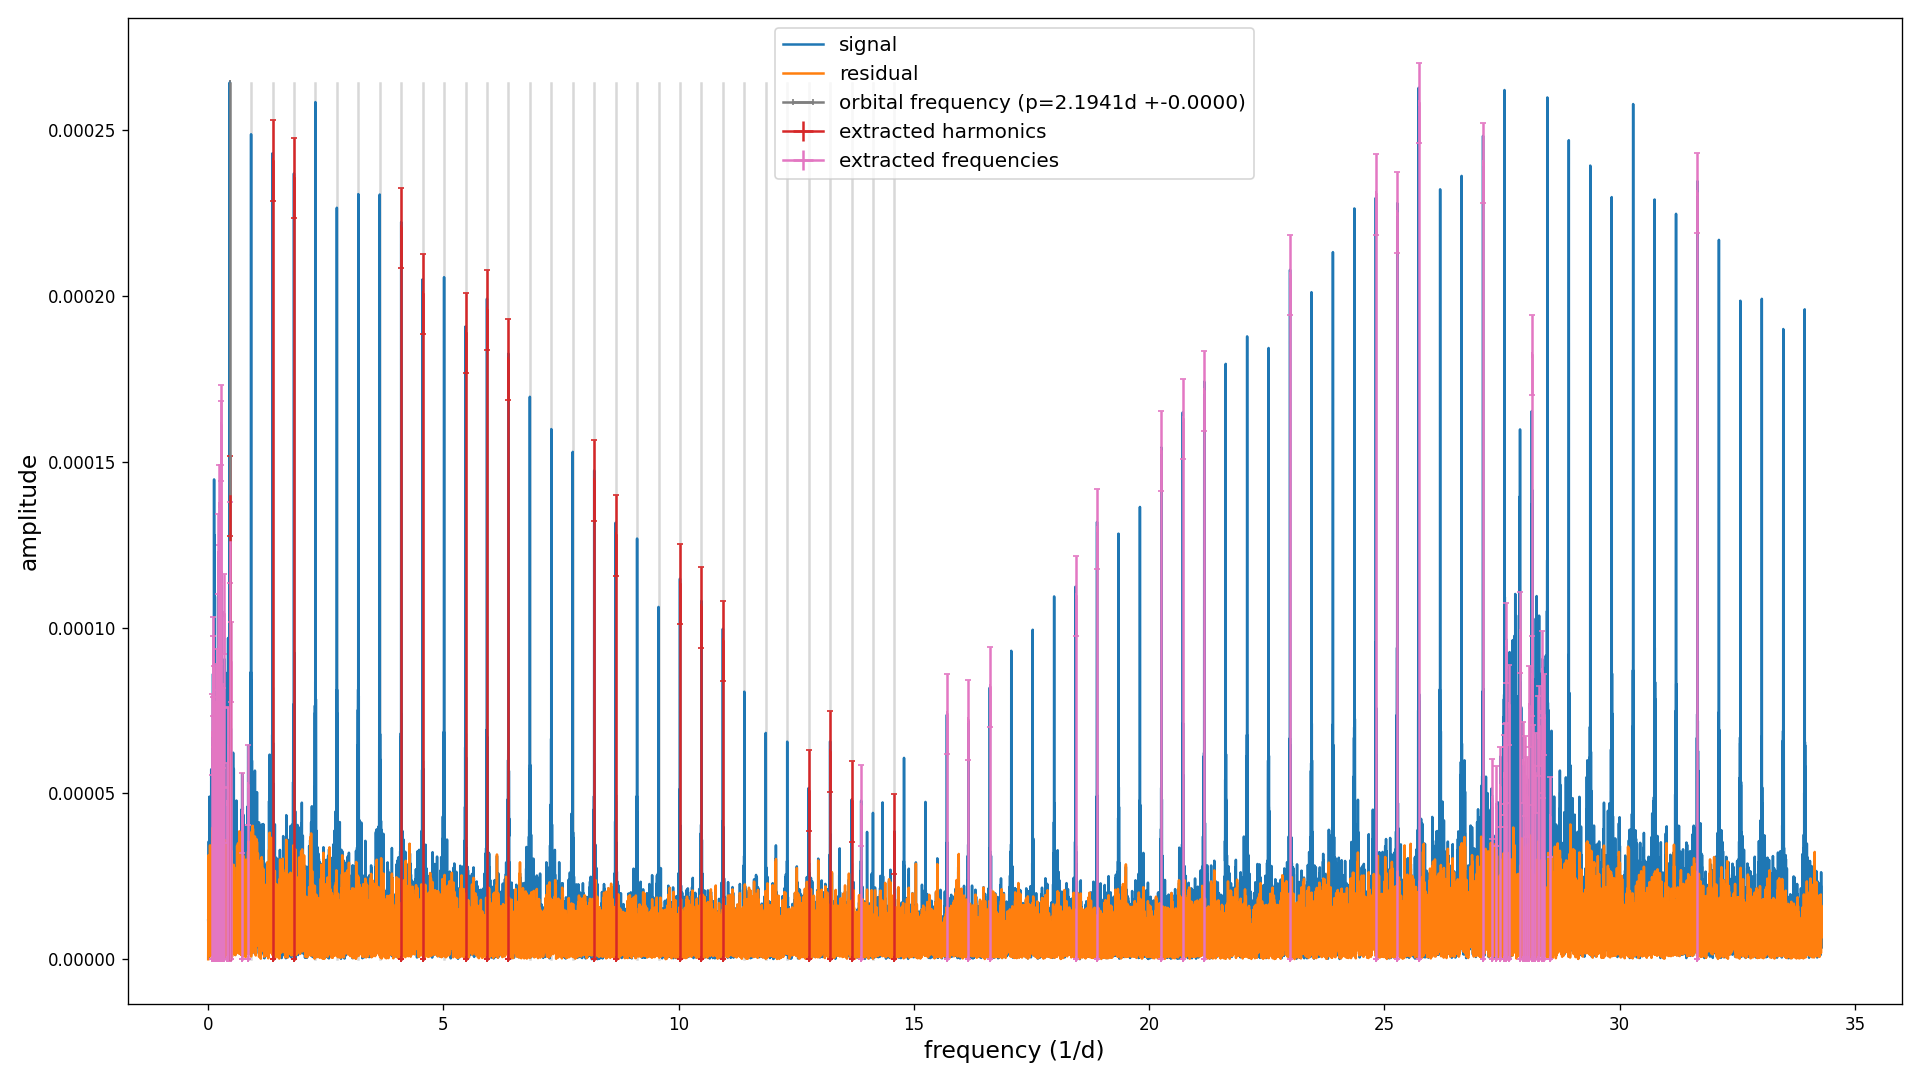 signal
residual
orbital frequency (p=2.1941d +-0.0000)
extracted harmonics
extracted frequencies
amplitude
0.00025
0.00020
0.00015
0.00010
0.00005
0.00000
0 5 10 15 20 25 30 35
frequency (1/d)